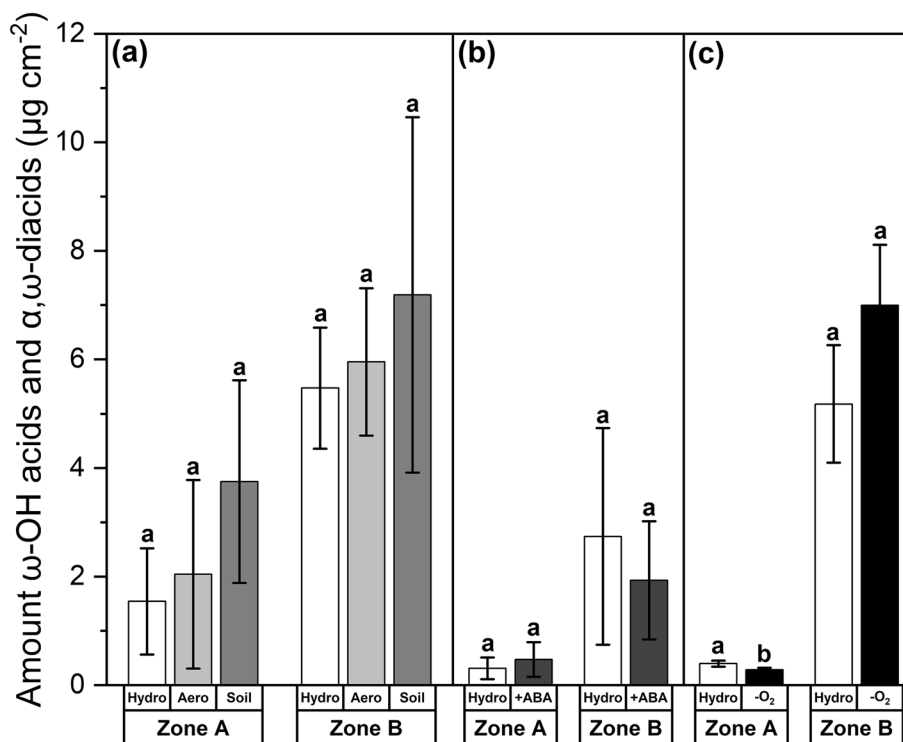 Amount ω-OH acids and α,ω-diacids (µg cm⁻²)
12
10
8
6
4
2
0
(a)
a
a
a
a
a
a
Hydro Aero Soil
Zone A
Hydro Aero Soil
Zone B
(b)
a
a
a
a
Hydro +ABA
Zone A
Hydro +ABA
Zone B
(c)
a
b
a
a
Hydro -O₂
Zone A
Hydro -O₂
Zone B